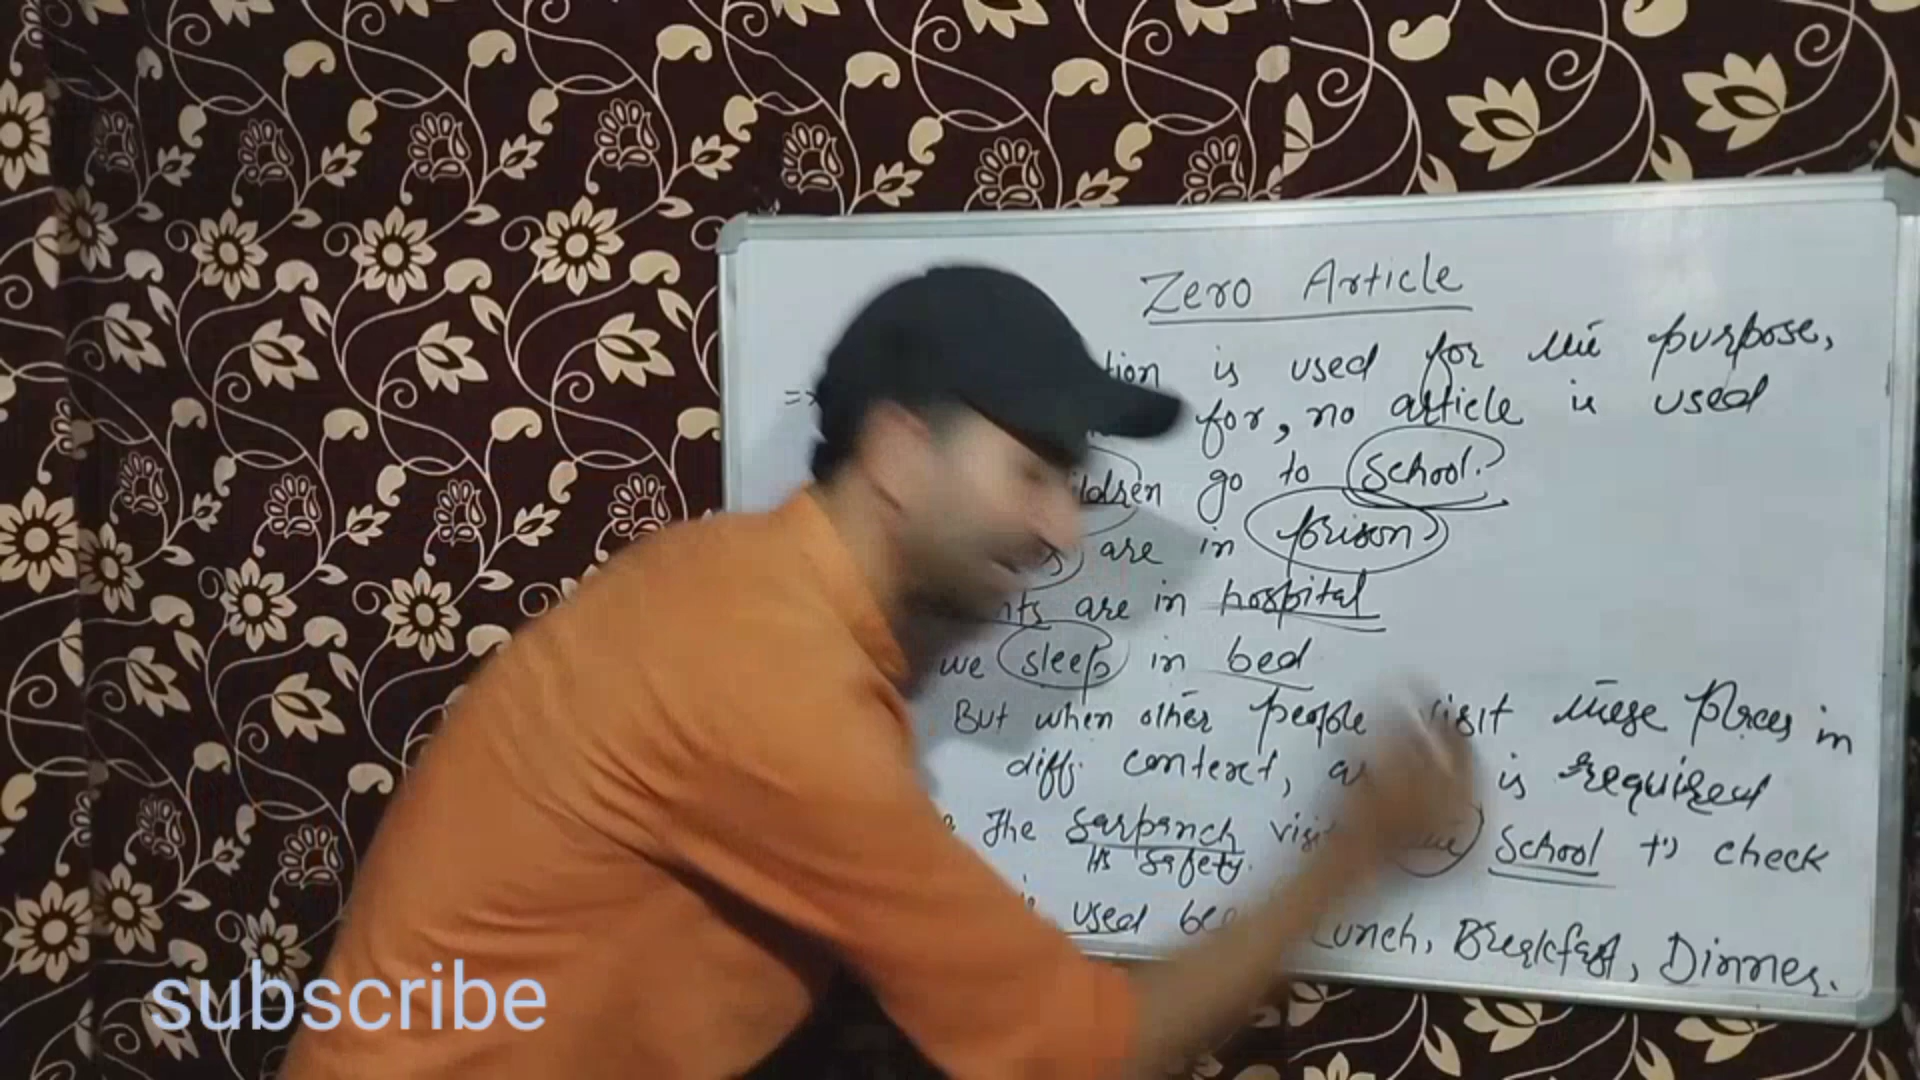 Zero Article
is used for the purpose,
for, no article is used
go to School.
are in prison
are in hospital
we sleep in bed
But when other people visit these places in
diff. context, is required
The Sarpanch the School to check
its safety.
used Lunch, Breakfast, Dinner.
subscribe